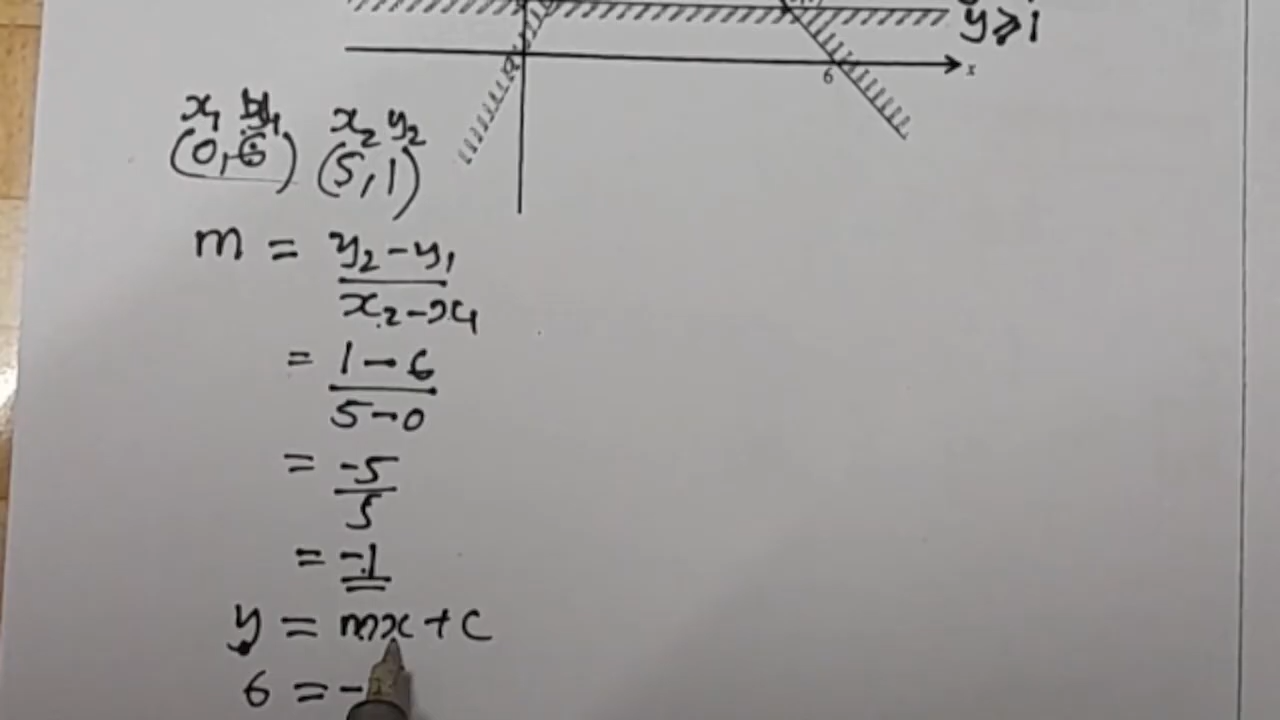 y ⩾ 1
x
6
x₁ y₁ x₂ y₂
(0, 6) (5, 1)
m = y₂ - y₁ / x₂ - x₁
= 1 - 6 / 5 - 0
= -5 / 5
= -1
y = mx + c
6 = -